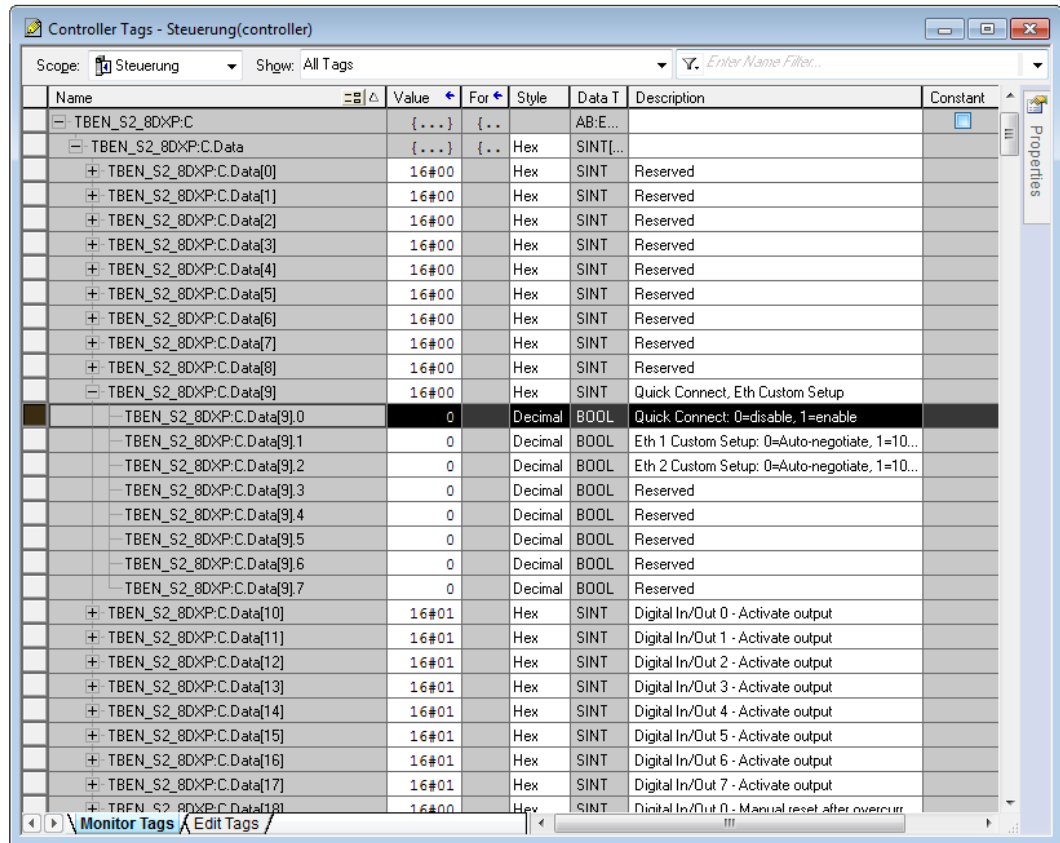 Controller Tags - Steuerung(controller)
Scope: Steuerung Show: All Tags Enter Name Filter...
Name Value For Style Data T Description Constant
TBEN_S2_8DXP:C {...} {.. AB:E...
TBEN_S2_8DXP:C.Data {...} {.. Hex SINT[...
TBEN_S2_8DXP:C.Data[0] 16#00 Hex SINT Reserved
TBEN_S2_8DXP:C.Data[1] 16#00 Hex SINT Reserved
TBEN_S2_8DXP:C.Data[2] 16#00 Hex SINT Reserved
TBEN_S2_8DXP:C.Data[3] 16#00 Hex SINT Reserved
TBEN_S2_8DXP:C.Data[4] 16#00 Hex SINT Reserved
TBEN_S2_8DXP:C.Data[5] 16#00 Hex SINT Reserved
TBEN_S2_8DXP:C.Data[6] 16#00 Hex SINT Reserved
TBEN_S2_8DXP:C.Data[7] 16#00 Hex SINT Reserved
TBEN_S2_8DXP:C.Data[8] 16#00 Hex SINT Reserved
TBEN_S2_8DXP:C.Data[9] 16#00 Hex SINT Quick Connect, Eth Custom Setup
TBEN_S2_8DXP:C.Data[9].0 0 Decimal BOOL Quick Connect: 0=disable, 1=enable
TBEN_S2_8DXP:C.Data[9].1 0 Decimal BOOL Eth 1 Custom Setup: 0=Auto-negotiate, 1=10...
TBEN_S2_8DXP:C.Data[9].2 0 Decimal BOOL Eth 2 Custom Setup: 0=Auto-negotiate, 1=10...
TBEN_S2_8DXP:C.Data[9].3 0 Decimal BOOL Reserved
TBEN_S2_8DXP:C.Data[9].4 0 Decimal BOOL Reserved
TBEN_S2_8DXP:C.Data[9].5 0 Decimal BOOL Reserved
TBEN_S2_8DXP:C.Data[9].6 0 Decimal BOOL Reserved
TBEN_S2_8DXP:C.Data[9].7 0 Decimal BOOL Reserved
TBEN_S2_8DXP:C.Data[10] 16#01 Hex SINT Digital In/Out 0 - Activate output
TBEN_S2_8DXP:C.Data[11] 16#01 Hex SINT Digital In/Out 1 - Activate output
TBEN_S2_8DXP:C.Data[12] 16#01 Hex SINT Digital In/Out 2 - Activate output
TBEN_S2_8DXP:C.Data[13] 16#01 Hex SINT Digital In/Out 3 - Activate output
TBEN_S2_8DXP:C.Data[14] 16#01 Hex SINT Digital In/Out 4 - Activate output
TBEN_S2_8DXP:C.Data[15] 16#01 Hex SINT Digital In/Out 5 - Activate output
TBEN_S2_8DXP:C.Data[16] 16#01 Hex SINT Digital In/Out 6 - Activate output
TBEN_S2_8DXP:C.Data[17] 16#01 Hex SINT Digital In/Out 7 - Activate output
TBEN_S2_8DXP:C.Data[18] 16#00 Hex SINT Digital In/Out 0 - Manual reset after overcurr
Monitor Tags Edit Tags
Properties